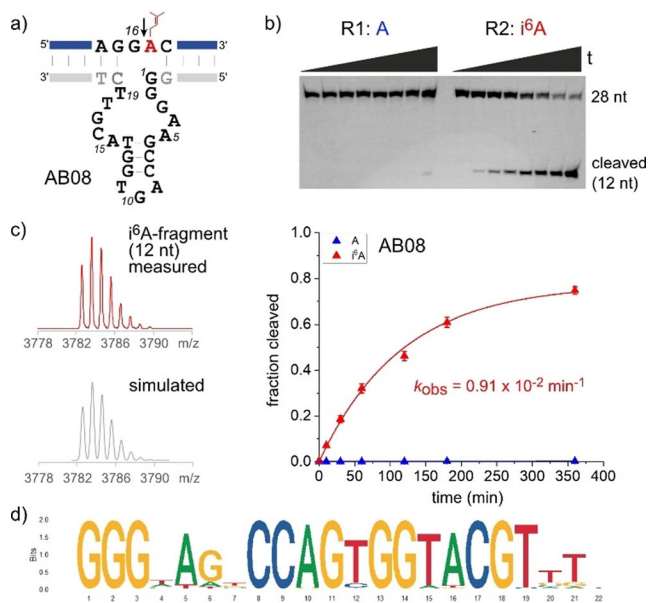 a)
16
5' A G G A C 3'
3' T C G 5'
1
T 19 G
T G
G A
C A 5
15 A T G C
G C
G A
T G
10
AB08
b) R1: A R2: i⁶A
t
28 nt
cleaved
(12 nt)
c)
i⁶A-fragment
(12 nt)
measured
3778 3782 3786 3790 m/z
simulated
3778 3782 3786 3790 m/z
AB08
A
i⁶A
fraction cleaved
1.0
0.8
0.6
0.4
0.2
0.0
kobs = 0.91 x 10⁻² min⁻¹
0 50 100 150 200 250 300 350 400
time (min)
d)
Bits
2.0
1.5
1.0
0.5
0.0
GGGTAGTCCAGTGGTACGTTT
1 2 3 4 5 6 7 8 9 10 11 12 13 14 15 16 17 18 19 20 21 22